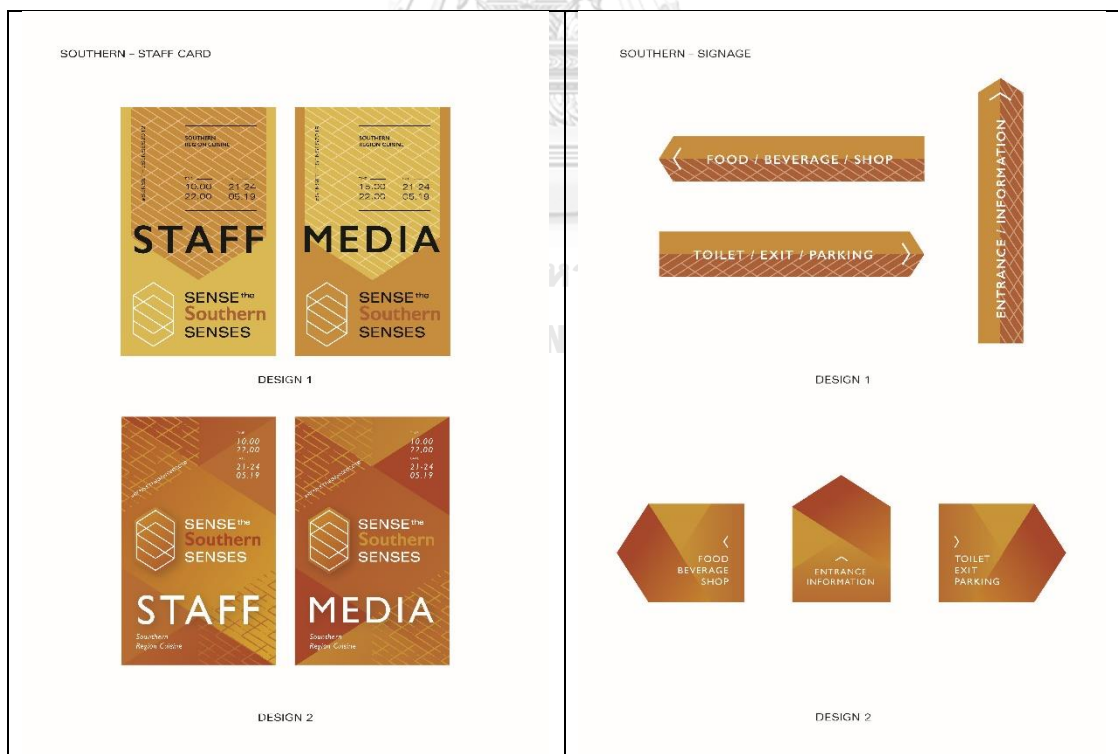 SOUTHERN – STAFF CARD
SOUTHERN
REGION CUISINE
10.00 21-24
22.00 05.19
STAFF
SENSE the
Southern
SENSES
SOUTHERN
REGION CUISINE
15.00 21-24
22.00 05.19
MEDIA
SENSE the
Southern
SENSES
DESIGN 1
10.00
22.00
21-24
05.19
SENSE the
Southern
SENSES
STAFF
Southern
Region Cuisine
10.00
22.00
21-24
05.19
SENSE the
Southern
SENSES
MEDIA
Southern
Region Cuisine
DESIGN 2
SOUTHERN – SIGNAGE
FOOD / BEVERAGE / SHOP
TOILET / EXIT / PARKING
ENTRANCE / INFORMATION
DESIGN 1
FOOD
BEVERAGE
SHOP
ENTRANCE
INFORMATION
TOILET
EXIT
PARKING
DESIGN 2